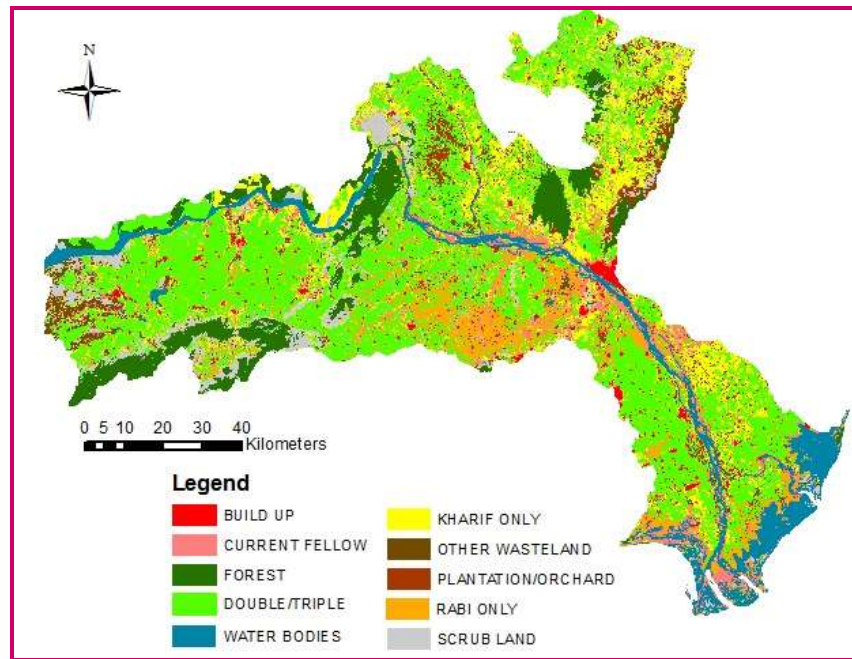 N
0 5 10 20 30 40
Kilometers
Legend
BUILD UP
CURRENT FELLOW
FOREST
DOUBLE/TRIPLE
WATER BODIES
KHARIF ONLY
OTHER WASTELAND
PLANTATION/ORCHARD
RABI ONLY
SCRUB LAND